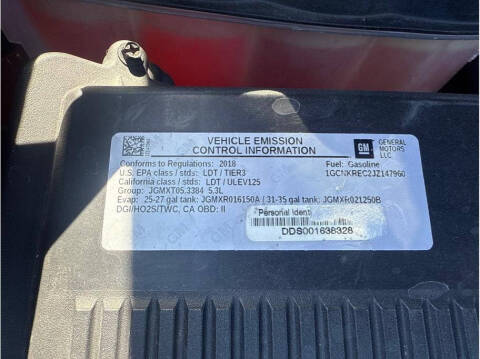 VEHICLE EMISSION
CONTROL INFORMATION
GM
GENERAL
MOTORS
LLC
Conforms to Regulations: 2018
Fuel: Gasoline
U.S. EPA class / stds: LDT / TIER3
1GCNKREC2JZ147960
California class / stds: LDT / ULEV125
Group: JGMXT05.3384 5.3L
Evap: 25-27 gal tank: JGMXR016150A / 31-35 gal tank: JGMXR021250B
DGI/HO2S/TWC, CA OBD: II
Personal Identi
DDS001638328